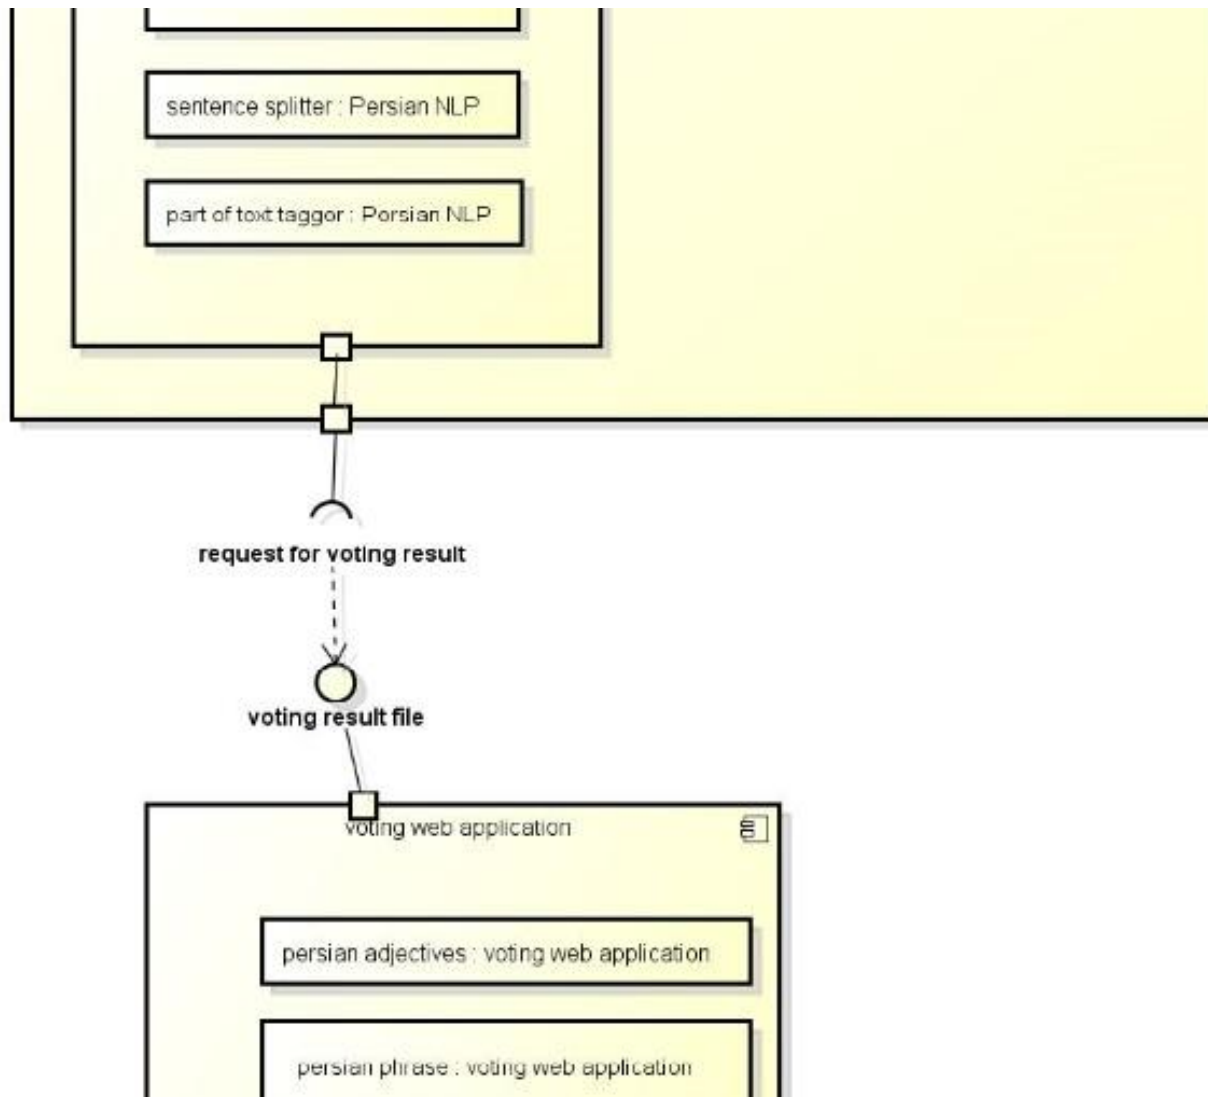 sentence splitter : Persian NLP
part of toxt taggor : Porsian NLP
request for voting result
voting result file
voting web application
persian adjectives : voting web application
persian phrase : voting web application